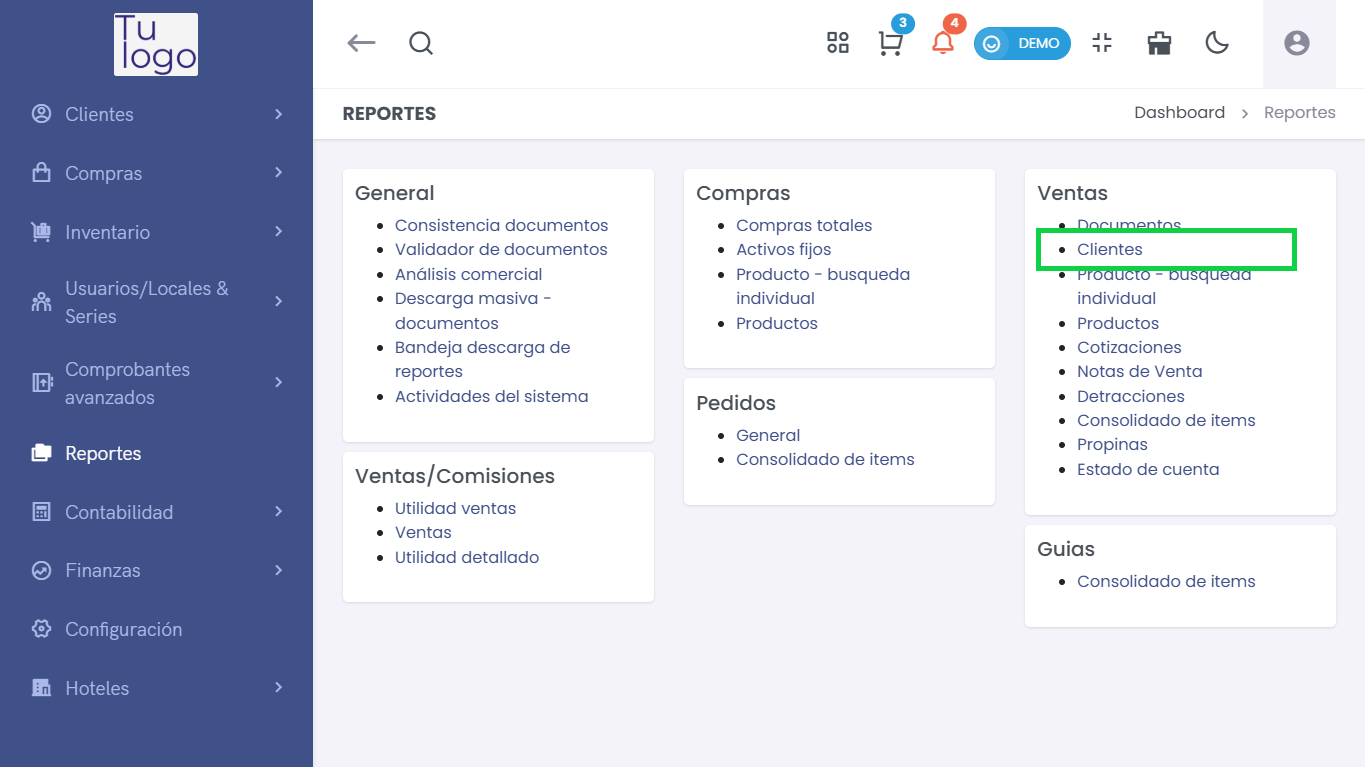 Tu
logo
Clientes
Compras
Inventario
Usuarios/Locales &
Series
Comprobantes
avanzados
Reportes
Contabilidad
Finanzas
Configuración
Hoteles
3
4
DEMO
REPORTES
Dashboard > Reportes
General
Consistencia documentos
Validador de documentos
Análisis comercial
Descarga masiva -
documentos
Bandeja descarga de
reportes
Actividades del sistema
Ventas/Comisiones
Utilidad ventas
Ventas
Utilidad detallado
Compras
Compras totales
Activos fijos
Producto - busqueda
individual
Productos
Pedidos
General
Consolidado de items
Ventas
Documentos
Clientes
Producto - busqueda
individual
Productos
Cotizaciones
Notas de Venta
Detracciones
Consolidado de items
Propinas
Estado de cuenta
Guias
Consolidado de items